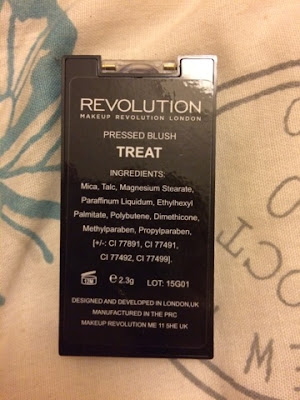 REVOLUTION
MAKEUP REVOLUTION LONDON
PRESSED BLUSH
TREAT
INGREDIENTS:
Mica, Talc, Magnesium Stearate,
Paraffinum Liquidum, Ethylhexyl
Palmitate, Polybutene, Dimethicone,
Methylparaben, Propylparaben,
[+/-: CI 77891, CI 77491,
CI 77492, CI 77499].
℮ 2.3g LOT: 15G01
DESIGNED AND DEVELOPED IN LONDON,UK
MANUFACTURED IN THE PRC
MAKEUP REVOLUTION ME 11 5HE UK
OCT